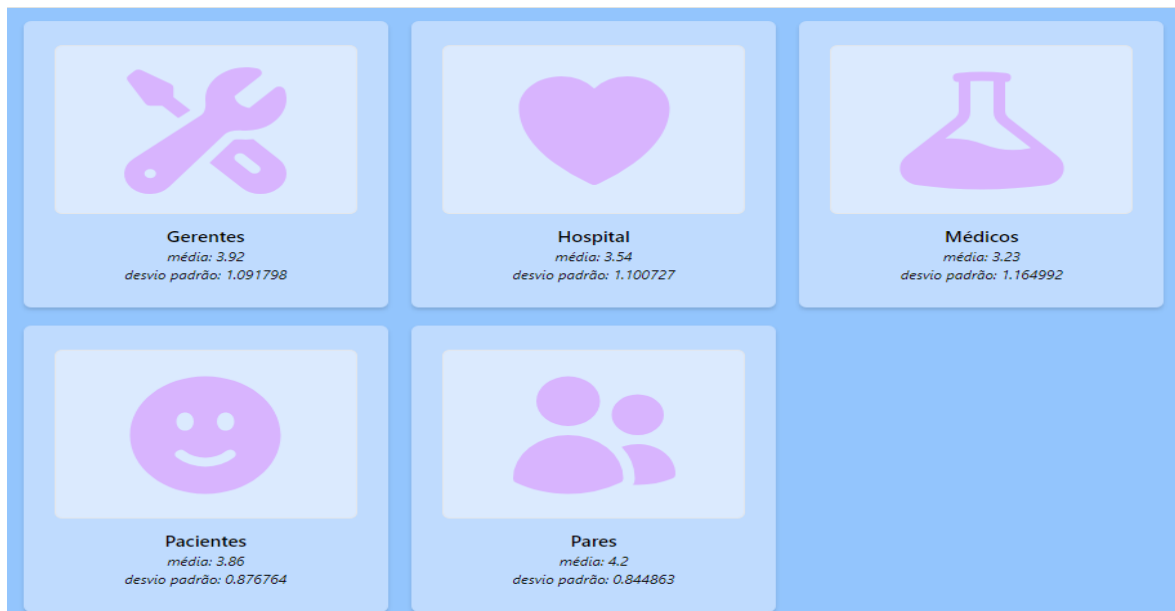 Gerentes
média: 3.92
desvio padrão: 1.091798
Hospital
média: 3.54
desvio padrão: 1.100727
Médicos
média: 3.23
desvio padrão: 1.164992
Pacientes
média: 3.86
desvio padrão: 0.876764
Pares
média: 4.2
desvio padrão: 0.844863